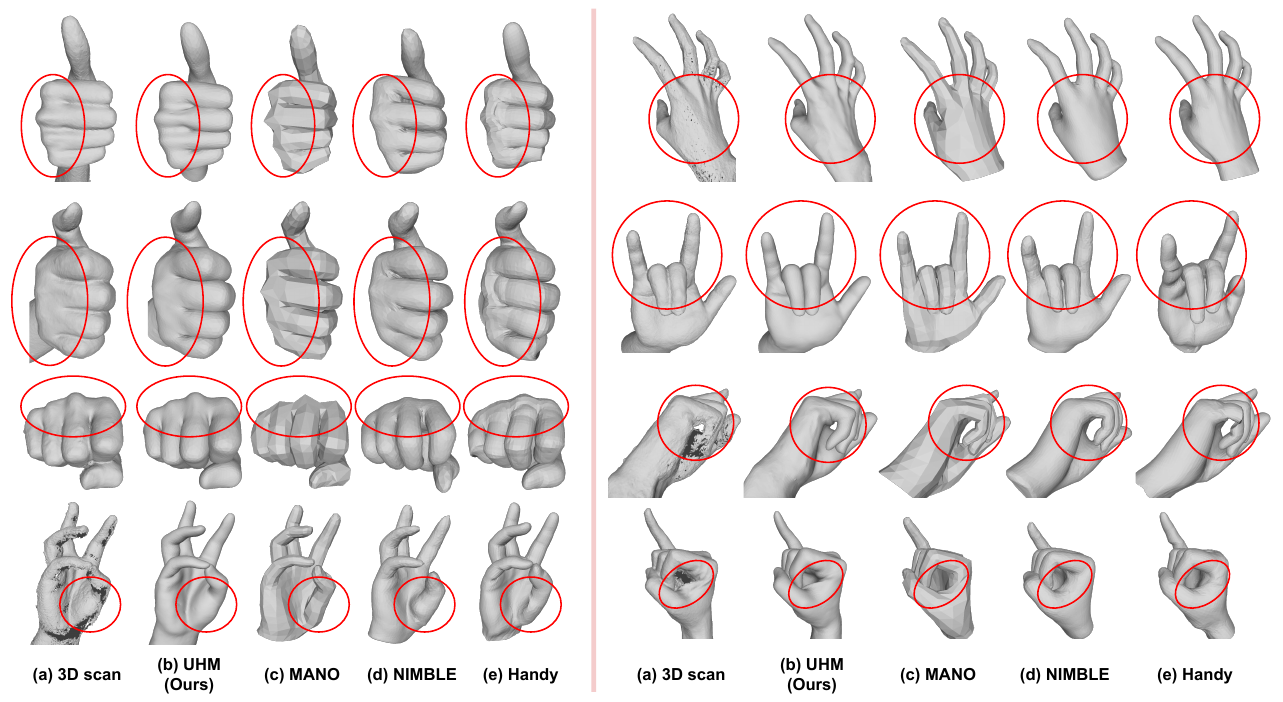 (a) 3D scan
(b) UHM
(Ours)
(c) MANO
(d) NIMBLE
(e) Handy
(a) 3D scan
(b) UHM
(Ours)
(c) MANO
(d) NIMBLE
(e) Handy